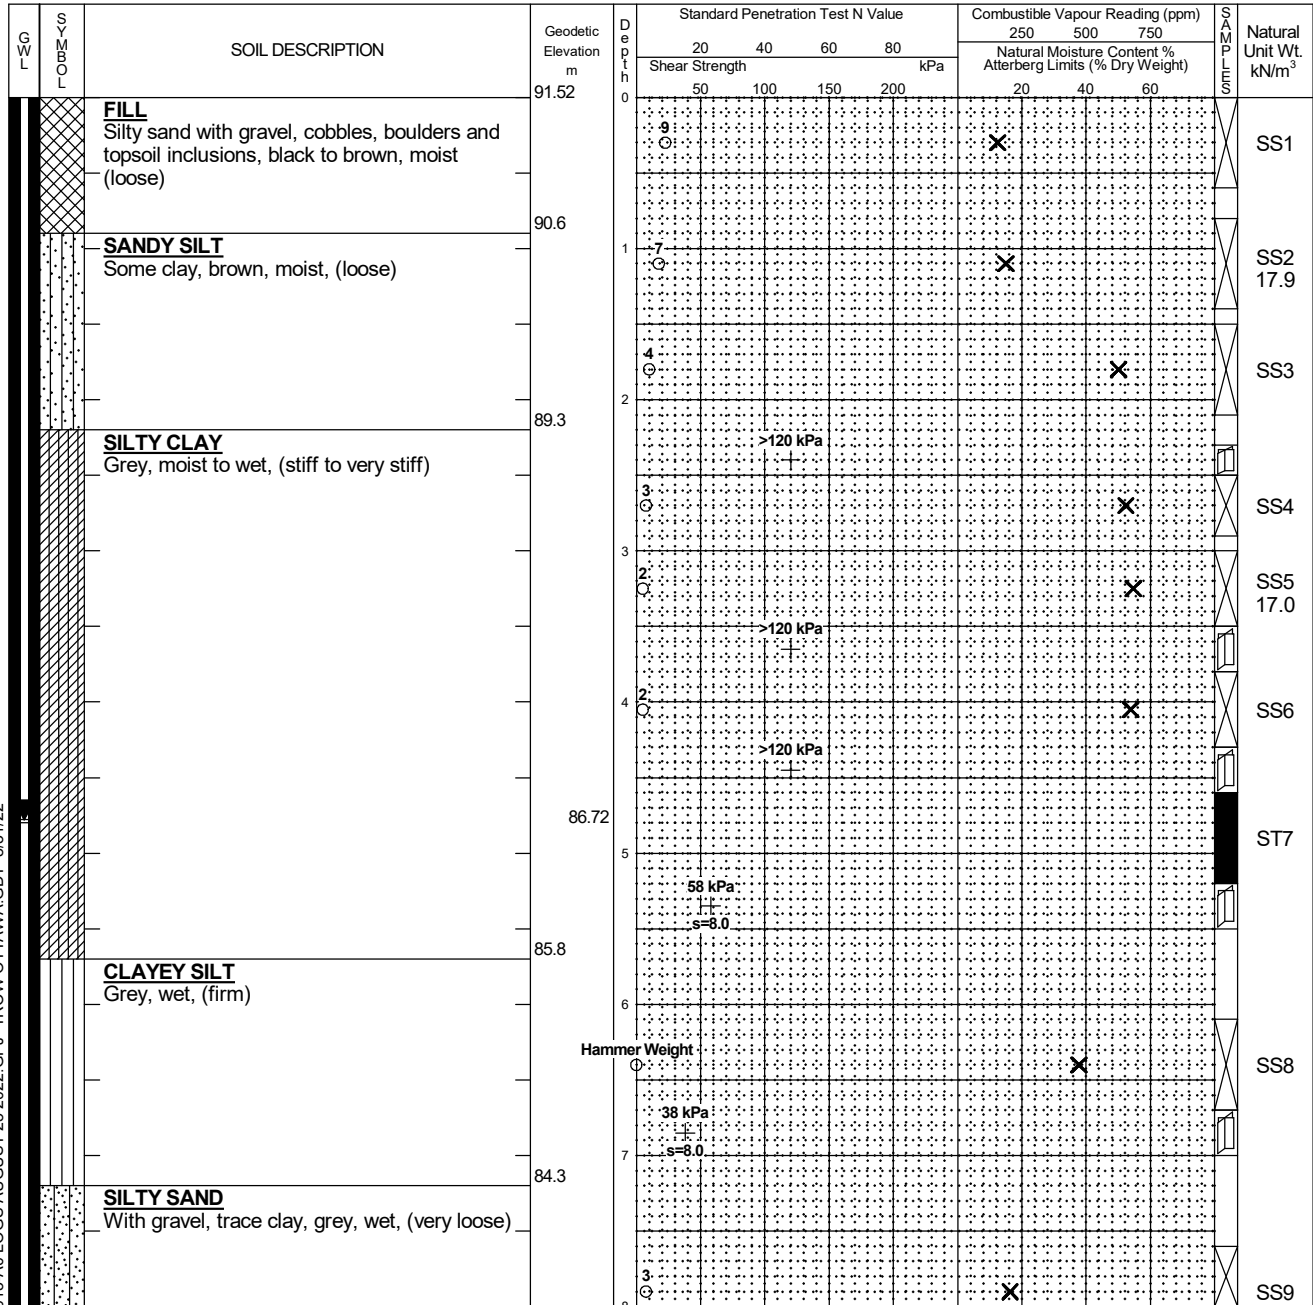 GWL
SYMBOL
SOIL DESCRIPTION
Geodetic
Elevation
m
Depth
Standard Penetration Test N Value
20 40 60 80
Shear Strength kPa
50 100 150 200
Combustible Vapour Reading (ppm)
250 500 750
Natural Moisture Content %
Atterberg Limits (% Dry Weight)
20 40 60
SAMPLES
Natural
Unit Wt.
kN/m³
91.52
0
FILL
Silty sand with gravel, cobbles, boulders and
topsoil inclusions, black to brown, moist
(loose)
9
SS1
90.6
SANDY SILT
Some clay, brown, moist, (loose)
1
7
SS2
17.9
4
SS3
2
89.3
SILTY CLAY
Grey, moist to wet, (stiff to very stiff)
>120 kPa
3
SS4
3
2
SS5
17.0
>120 kPa
2
4
SS6
>120 kPa
86.72
ST7
5
58 kPa
s=8.0
85.8
CLAYEY SILT
Grey, wet, (firm)
6
Hammer Weight
SS8
38 kPa
s=8.0
7
84.3
SILTY SAND
With gravel, trace clay, grey, wet, (very loose)
3
SS9